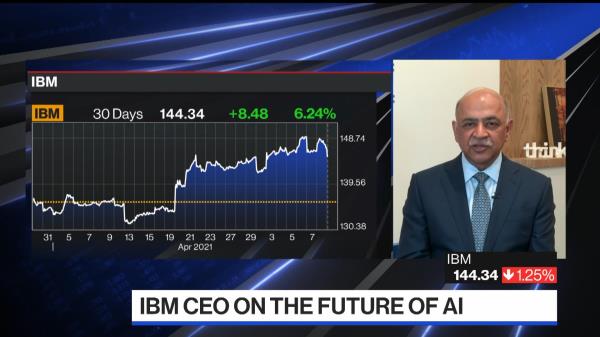 IBM
IBM 30 Days 144.34 +8.48 6.24%
148.74
139.56
130.38
31 5 7 9 13 15 19 21 23 27 29 3 5 7
Apr 2021
think
IBM
144.34 1.25%
IBM CEO ON THE FUTURE OF AI